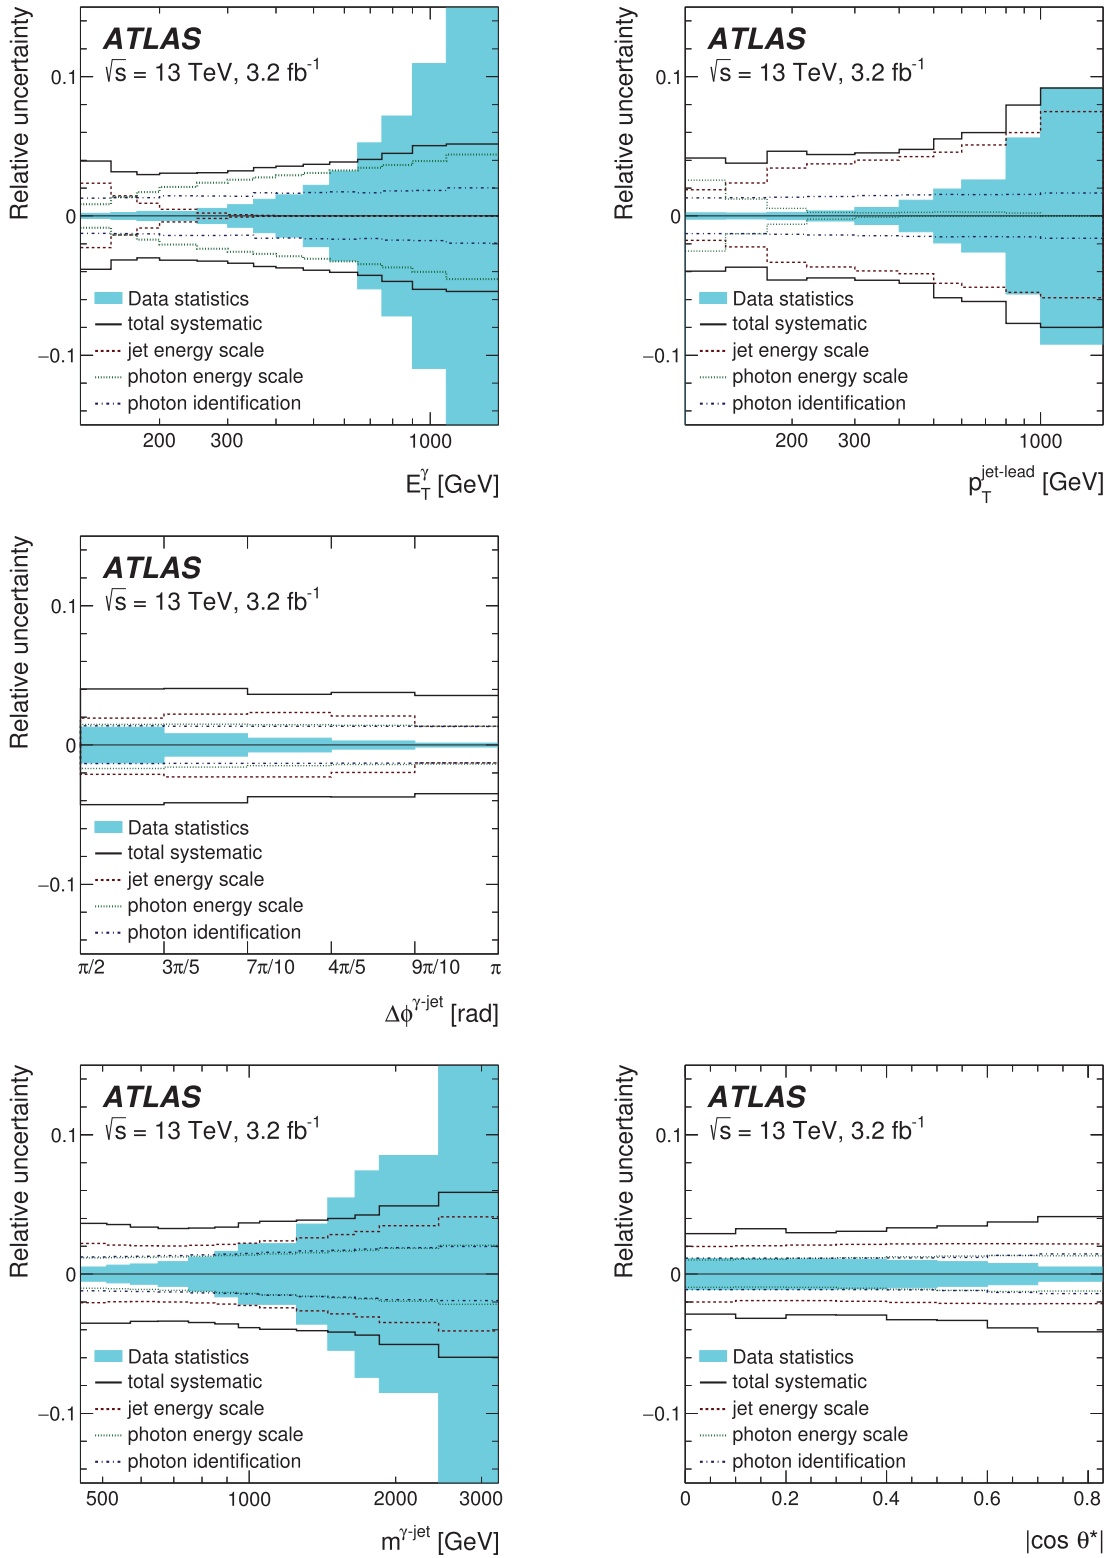 Relative uncertainty
ATLAS
√s = 13 TeV, 3.2 fb⁻¹
0.1
0
−0.1
Data statistics
total systematic
jet energy scale
photon energy scale
photon identification
200 300 1000
E_T^γ [GeV]
Relative uncertainty
ATLAS
√s = 13 TeV, 3.2 fb⁻¹
0.1
0
−0.1
Data statistics
total systematic
jet energy scale
photon energy scale
photon identification
200 300 1000
p_T^jet-lead [GeV]
Relative uncertainty
ATLAS
√s = 13 TeV, 3.2 fb⁻¹
0.1
0
−0.1
Data statistics
total systematic
jet energy scale
photon energy scale
photon identification
π/2 3π/5 7π/10 4π/5 9π/10 π
Δϕ^γ-jet [rad]
Relative uncertainty
ATLAS
√s = 13 TeV, 3.2 fb⁻¹
0.1
0
−0.1
Data statistics
total systematic
jet energy scale
photon energy scale
photon identification
500 1000 2000 3000
m^γ-jet [GeV]
Relative uncertainty
ATLAS
√s = 13 TeV, 3.2 fb⁻¹
0.1
0
−0.1
Data statistics
total systematic
jet energy scale
photon energy scale
photon identification
0 0.2 0.4 0.6 0.8
|cos θ*|